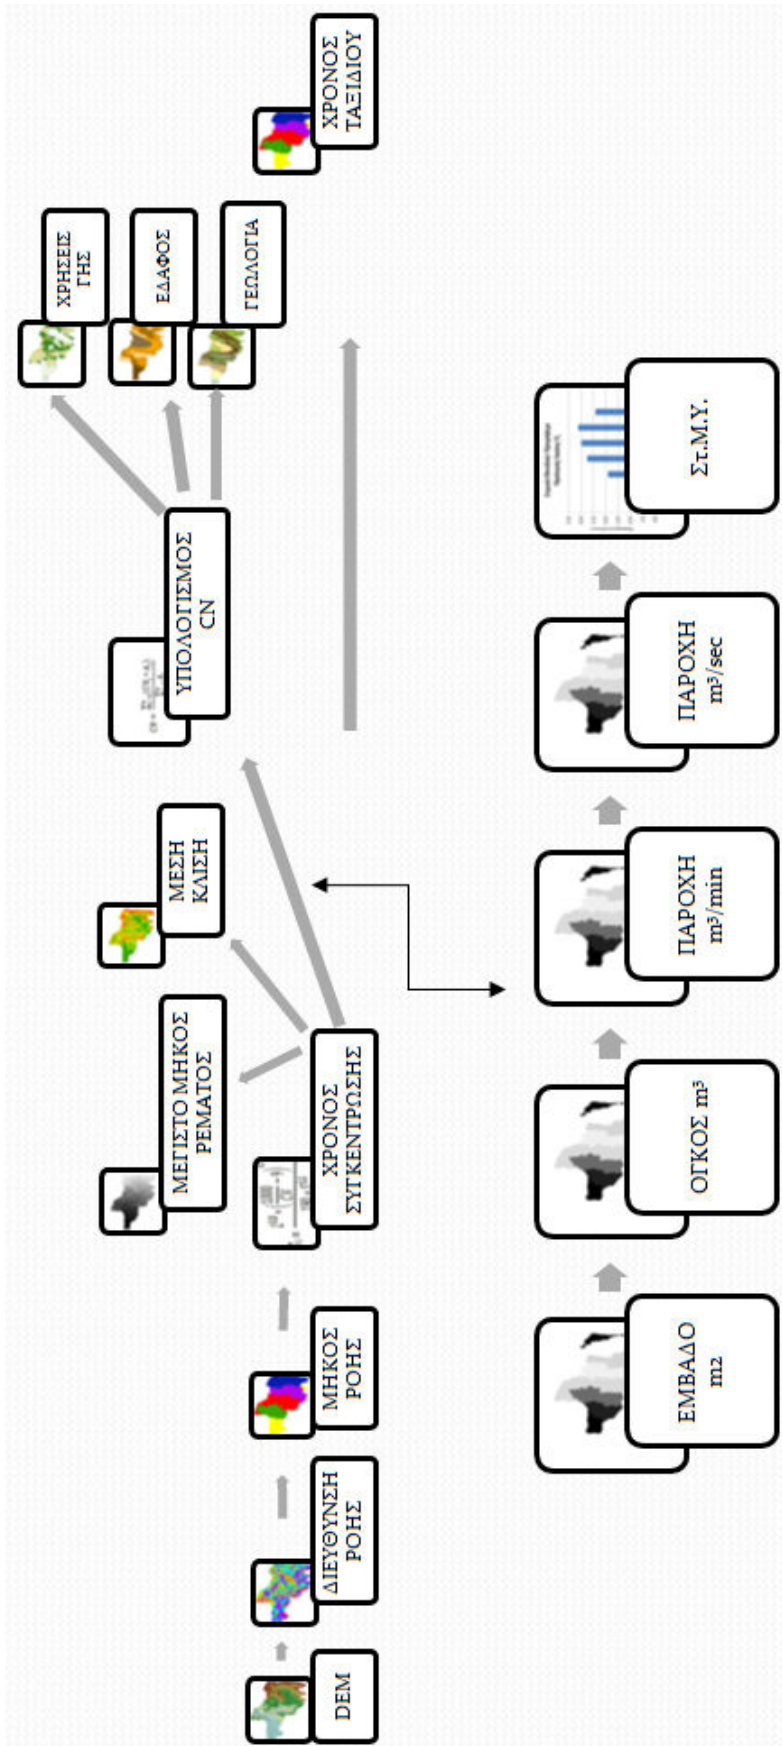 DEM
ΔΙΕΥΘΥΝΣΗ
ΡΟΗΣ
ΜΗΚΟΣ
ΡΟΗΣ
ΧΡΟΝΟΣ
ΣΥΓΚΕΝΤΡΩΣΗΣ
ΜΕΓΙΣΤΟ ΜΗΚΟΣ
ΡΕΜΑΤΟΣ
ΜΕΣΗ
ΚΛΙΣΗ
ΥΠΟΛΟΓΙΣΜΟΣ
CN
ΧΡΗΣΕΙΣ
ΓΗΣ
ΕΔΑΦΟΣ
ΓΕΩΛΟΓΙΑ
ΧΡΟΝΟΣ
ΤΑΞΙΔΙΟΥ
ΕΜΒΑΔΟ
m2
ΟΓΚΟΣ m³
ΠΑΡΟΧΗ
m³/min
ΠΑΡΟΧΗ
m³/sec
Στ.Μ.Υ.